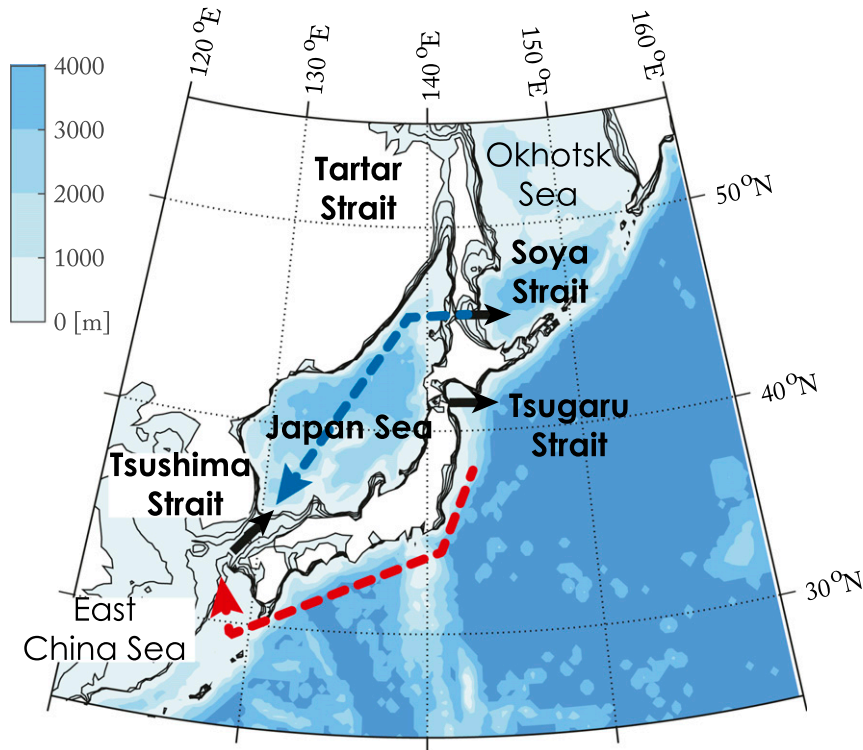 120 °E
130 °E
140 °E
150 °E
160 °E
4000
3000
2000
1000
0 [m]
Tartar
Strait
Okhotsk
Sea
50°N
Soya
Strait
40°N
Tsugaru
Strait
Japan Sea
Tsushima
Strait
30°N
East
China Sea